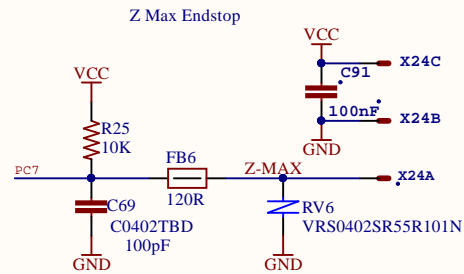 Z Max Endstop
VCC
C91
X24C
100nF
X24B
GND
VCC
R25
10K
PC7
FB6
120R
Z-MAX
X24A
C69
C0402TBD
100pF
GND
RV6
VRS0402SR55R101N
GND